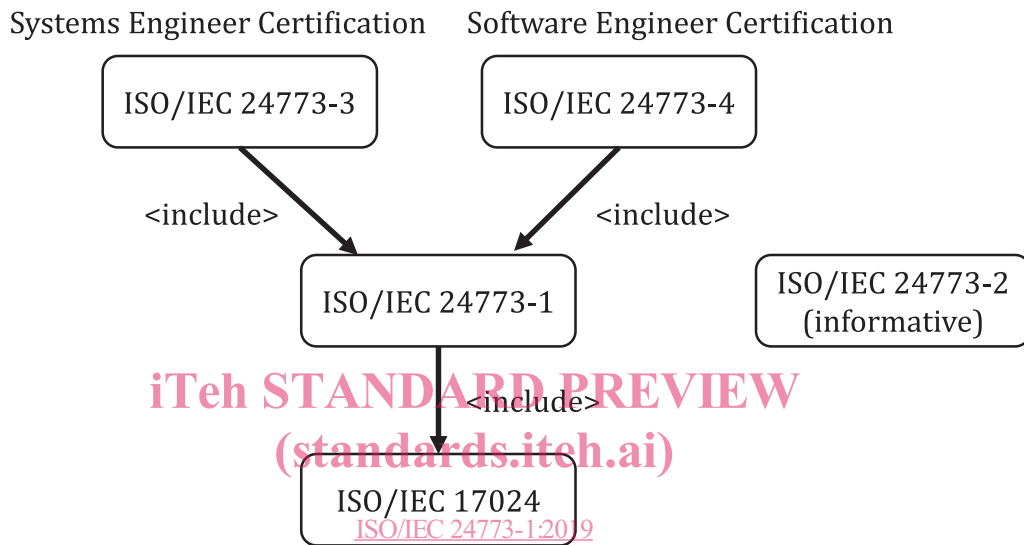 Systems Engineer Certification
Software Engineer Certification
ISO/IEC 24773-3
ISO/IEC 24773-4
<include>
<include>
ISO/IEC 24773-1
ISO/IEC 24773-2
(informative)
iTeh STANDARD PREVIEW
<include>
(standards.iteh.ai)
ISO/IEC 17024
ISO/IEC 24773-1:2019